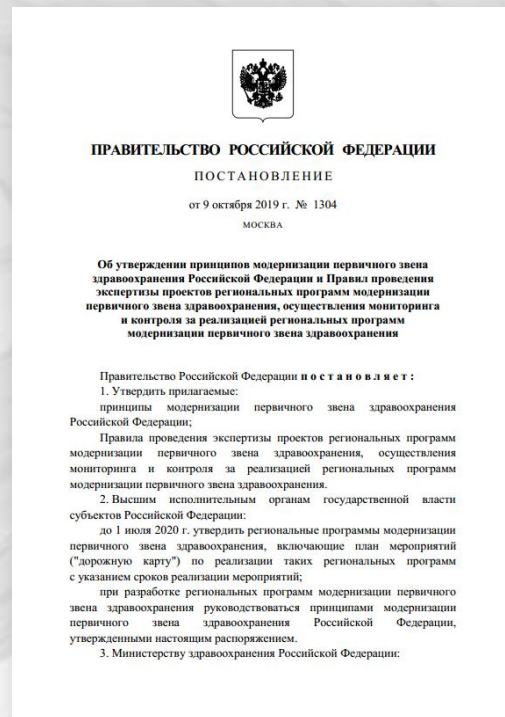 ПРАВИТЕЛЬСТВО РОССИЙСКОЙ ФЕДЕРАЦИИ
ПОСТАНОВЛЕНИЕ
от 9 октября 2019 г. № 1304
МОСКВА
Об утверждении принципов модернизации первичного звена
здравоохранения Российской Федерации и Правил проведения
экспертизы проектов региональных программ модернизации
первичного звена здравоохранения, осуществления мониторинга
и контроля за реализацией региональных программ
модернизации первичного звена здравоохранения
Правительство Российской Федерации постановляет:
1. Утвердить прилагаемые:
принципы модернизации первичного звена здравоохранения
Российской Федерации;
Правила проведения экспертизы проектов региональных программ
модернизации первичного звена здравоохранения, осуществления
мониторинга и контроля за реализацией региональных программ
модернизации первичного звена здравоохранения.
2. Высшим исполнительным органам государственной власти
субъектов Российской Федерации:
до 1 июля 2020 г. утвердить региональные программы модернизации
первичного звена здравоохранения, включающие план мероприятий
("дорожную карту") по реализации таких региональных программ
с указанием сроков реализации мероприятий;
при разработке региональных программ модернизации первичного
звена здравоохранения руководствоваться принципами модернизации
первичного звена здравоохранения Российской Федерации,
утвержденными настоящим распоряжением.
3. Министерству здравоохранения Российской Федерации: